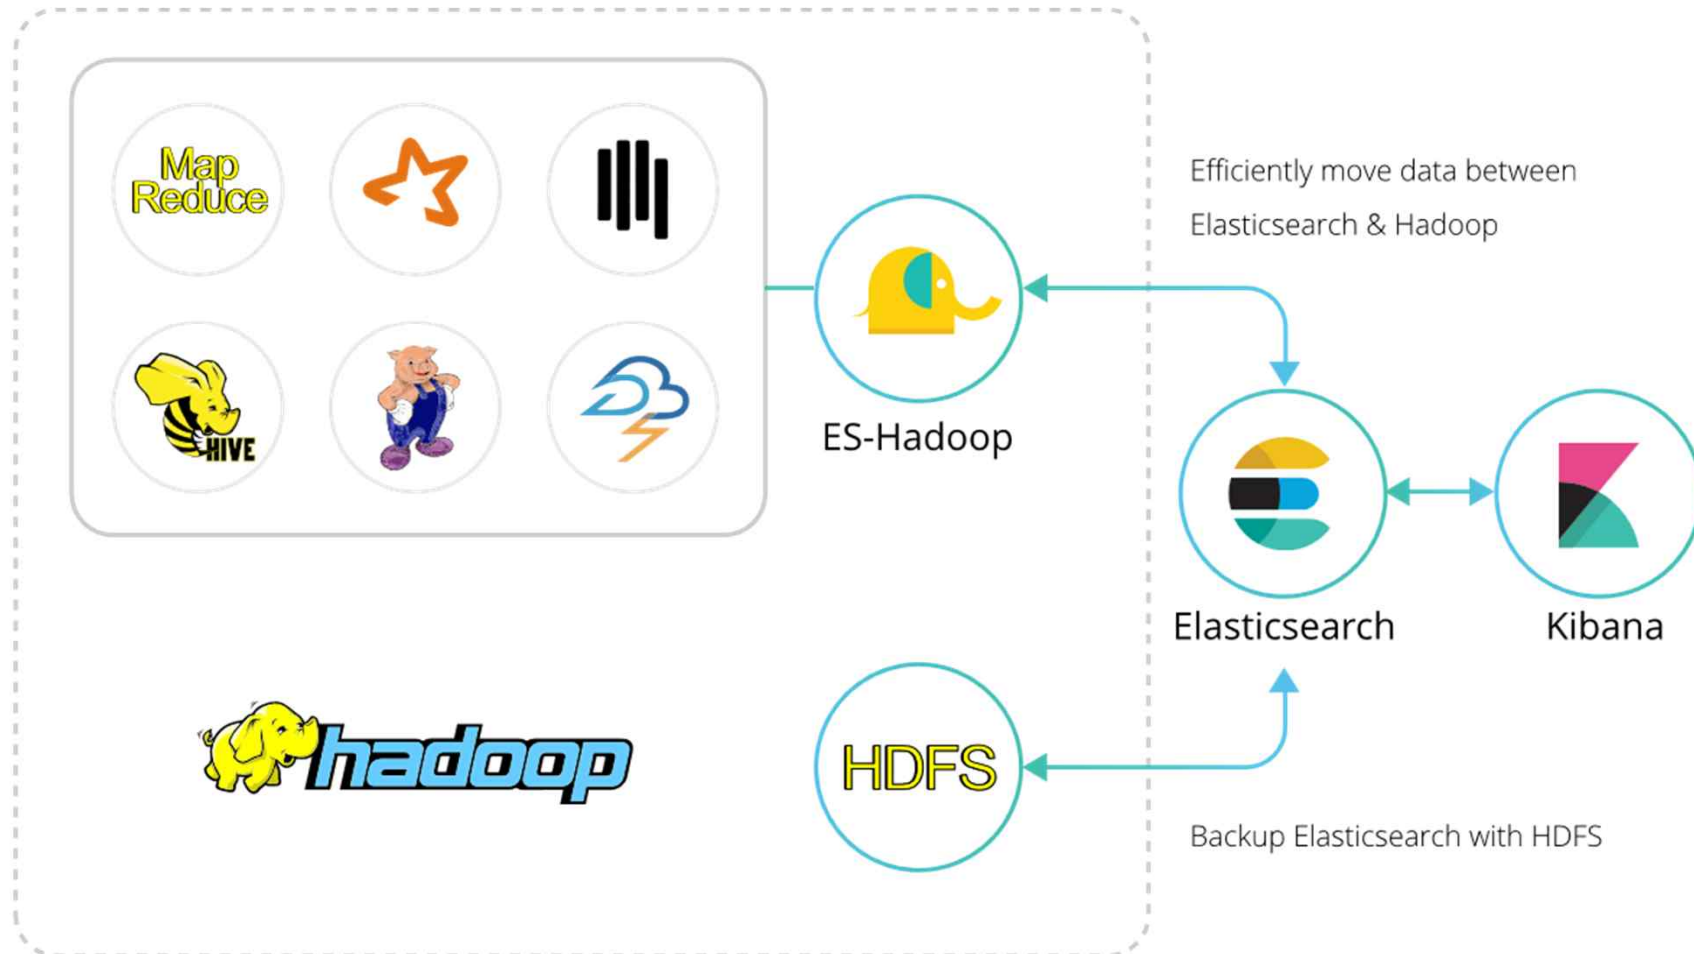 Map
Reduce
HIVE
ES-Hadoop
Efficiently move data between
Elasticsearch & Hadoop
Elasticsearch
Kibana
hadoop
HDFS
Backup Elasticsearch with HDFS